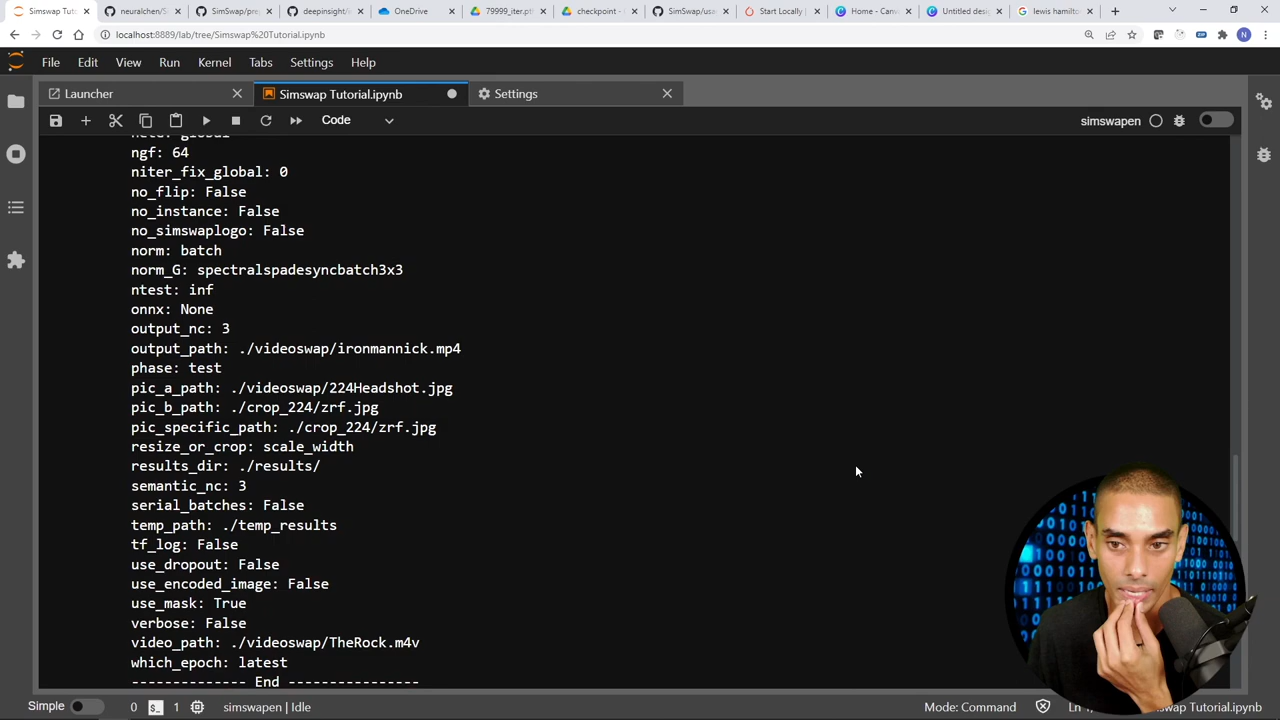 Simswap Tuto
neuralchen/S
SimSwap/pre
deepinsight/i
OneDrive
79999_iter.pt
checkpoint -
SimSwap/usa
Start Locally |
Home - Canv
Untitled desi
lewis hamilto
localhost:8889/lab/tree/Simswap%20Tutorial.ipynb
File Edit View Run Kernel Tabs Settings Help
Launcher
Simswap Tutorial.ipynb
Settings
Code
simswapen
ngf: 64
niter_fix_global: 0
no_flip: False
no_instance: False
no_simswaplogo: False
norm: batch
norm_G: spectralspadesyncbatch3x3
ntest: inf
onnx: None
output_nc: 3
output_path: ./videoswap/ironmannick.mp4
phase: test
pic_a_path: ./videoswap/224Headshot.jpg
pic_b_path: ./crop_224/zrf.jpg
pic_specific_path: ./crop_224/zrf.jpg
resize_or_crop: scale_width
results_dir: ./results/
semantic_nc: 3
serial_batches: False
temp_path: ./temp_results
tf_log: False
use_dropout: False
use_encoded_image: False
use_mask: True
verbose: False
video_path: ./videoswap/TheRock.m4v
which_epoch: latest
-------------- End ----------------
Simple 0 1 simswapen | Idle
Mode: Command
swap Tutorial.ipynb